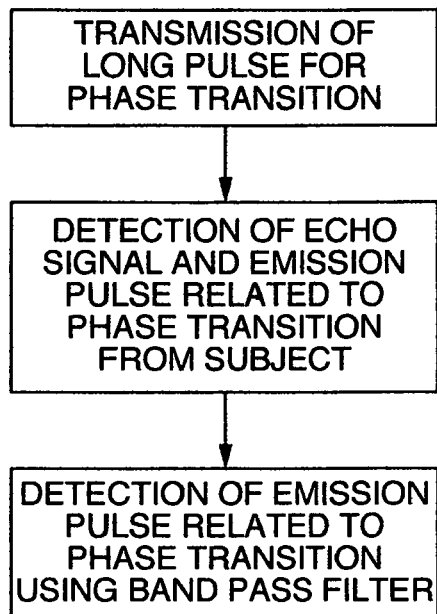 TRANSMISSION OF
LONG PULSE FOR
PHASE TRANSITION
DETECTION OF ECHO
SIGNAL AND EMISSION
PULSE RELATED TO
PHASE TRANSITION
FROM SUBJECT
DETECTION OF EMISSION
PULSE RELATED TO
PHASE TRANSITION
USING BAND PASS FILTER